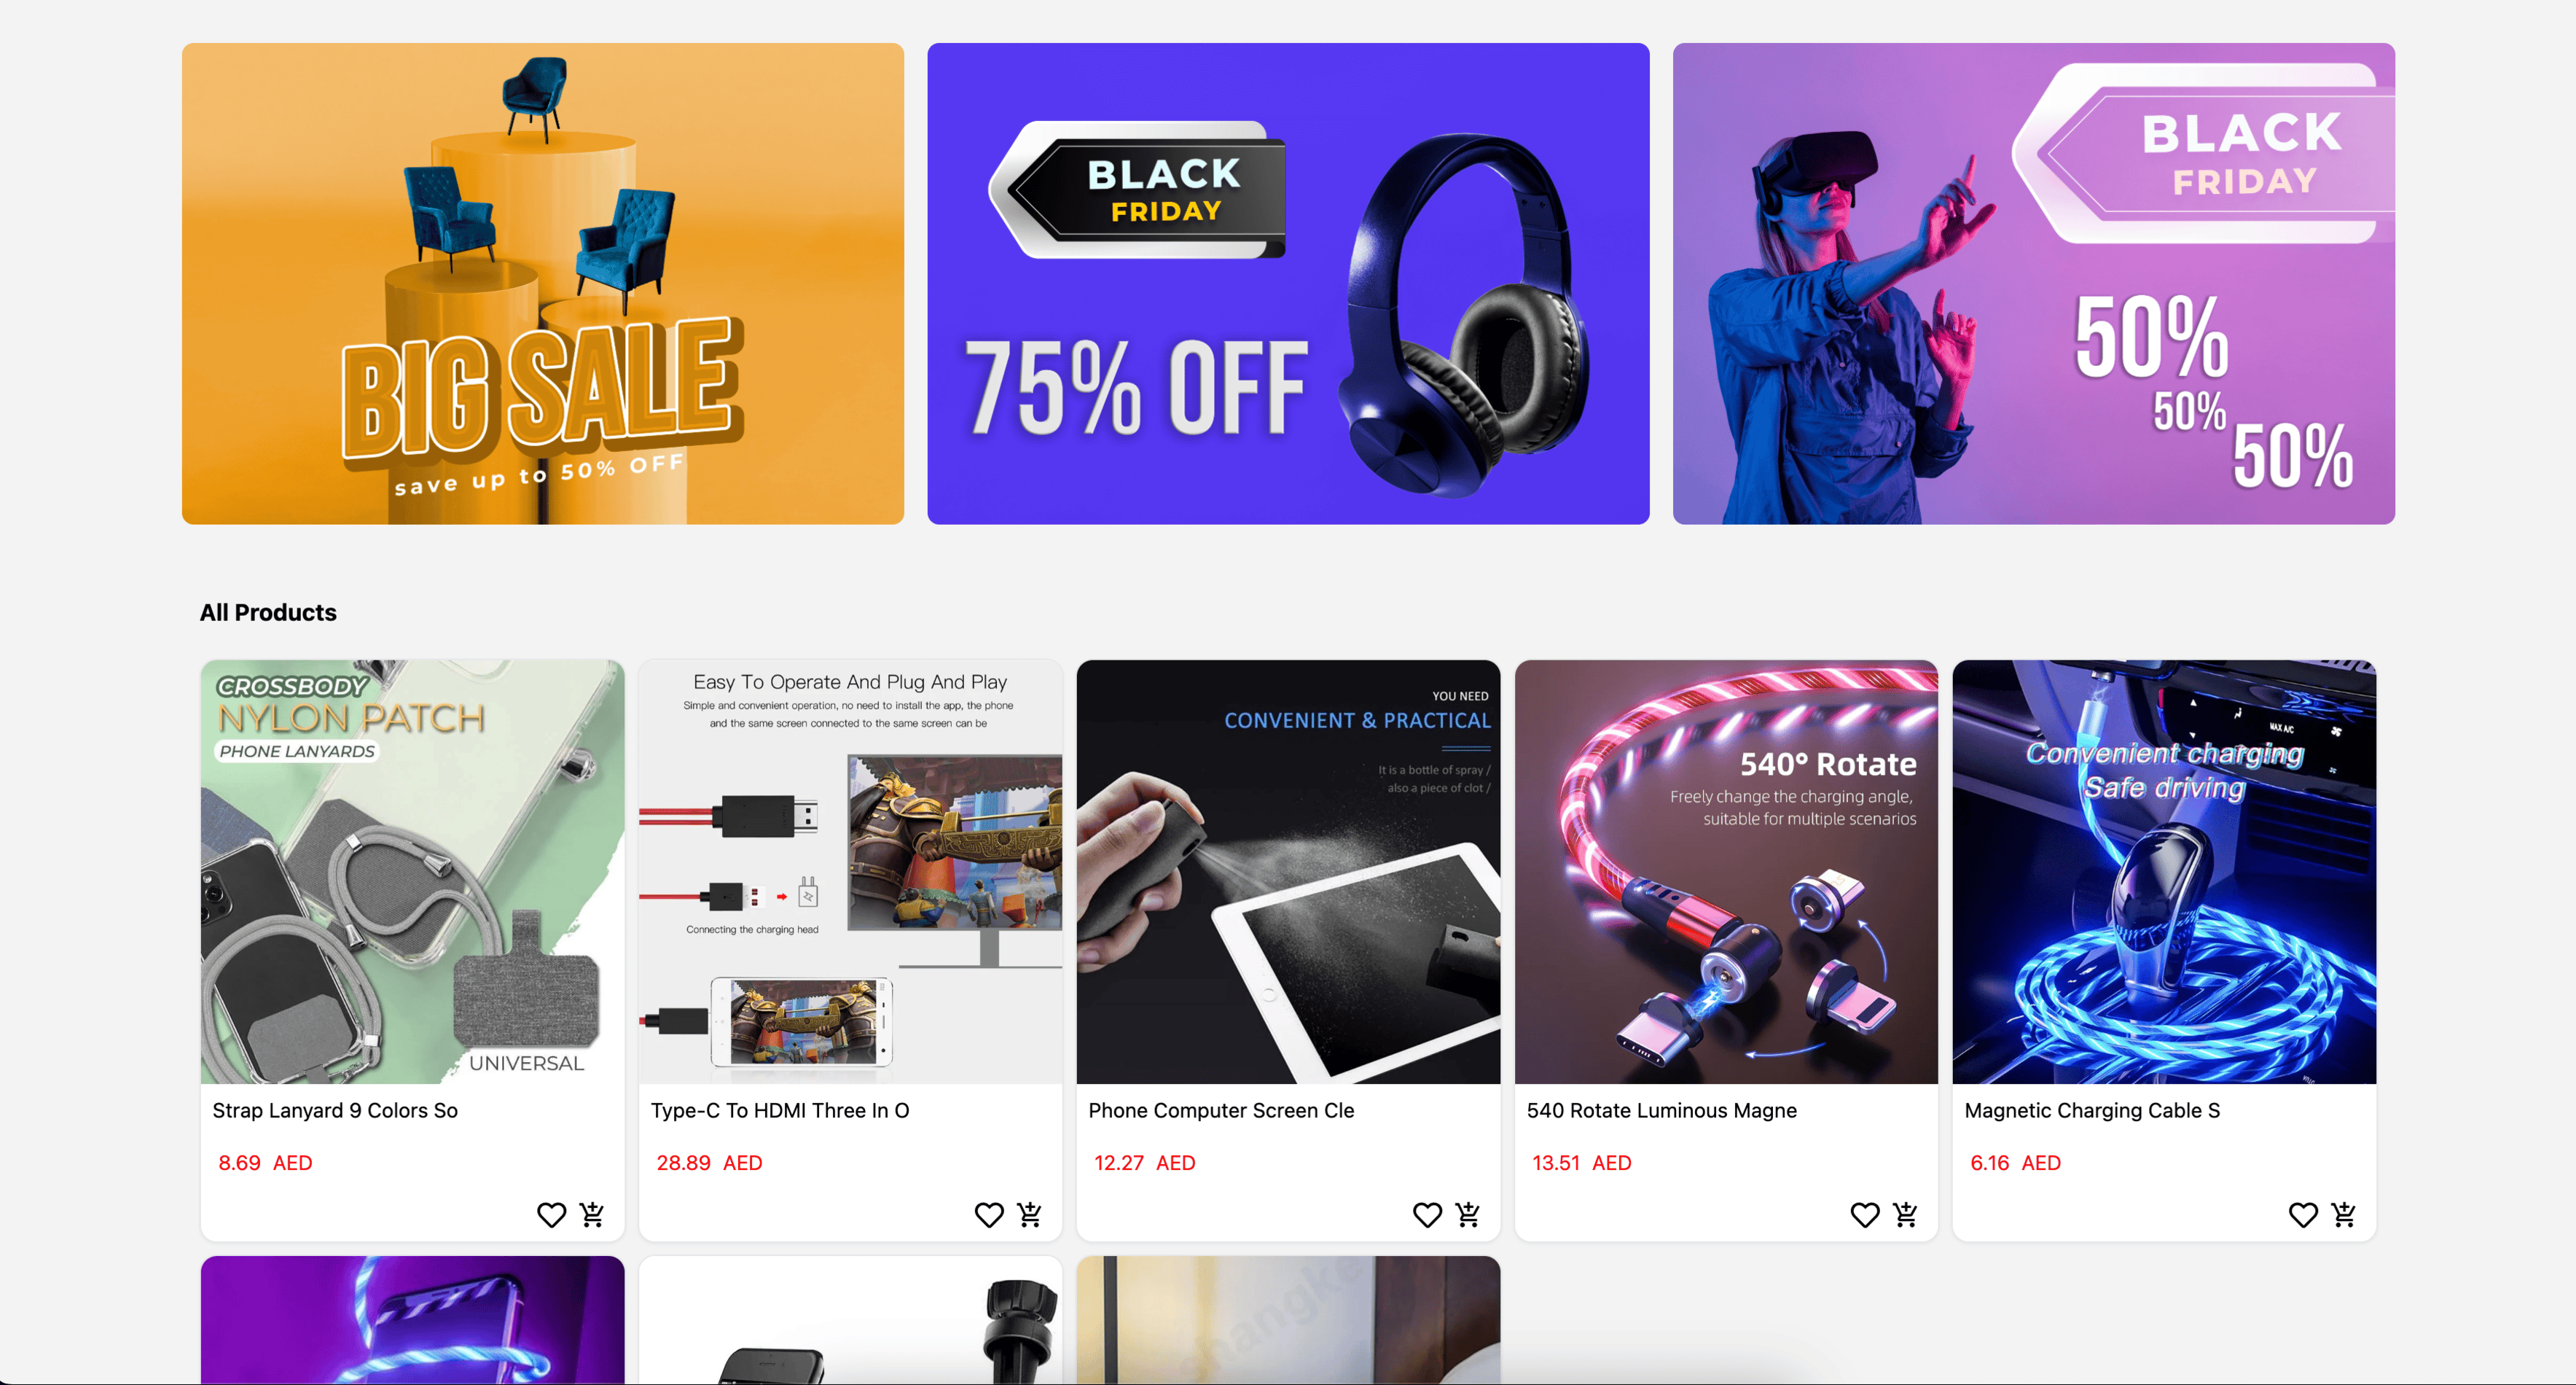 BIG SALE
save up to 50% OFF
BLACK
FRIDAY
75% OFF
BLACK
FRIDAY
50%
50%
50%
All Products
CROSSBODY
NYLON PATCH
PHONE LANYARDS
UNIVERSAL
Strap Lanyard 9 Colors So
8.69 AED
Easy To Operate And Plug And Play
Simple and convenient operation, no need to install the app, the phone
and the same screen connected to the same screen can be
Connecting the charging head
Type-C To HDMI Three In O
28.89 AED
YOU NEED
CONVENIENT & PRACTICAL
It is a bottle of spray /
also a piece of clot /
Phone Computer Screen Cle
12.27 AED
540° Rotate
Freely change the charging angle,
suitable for multiple scenarios
540 Rotate Luminous Magne
13.51 AED
MAX A/C
Convenient charging
Safe driving
Magnetic Charging Cable S
6.16 AED
shangke